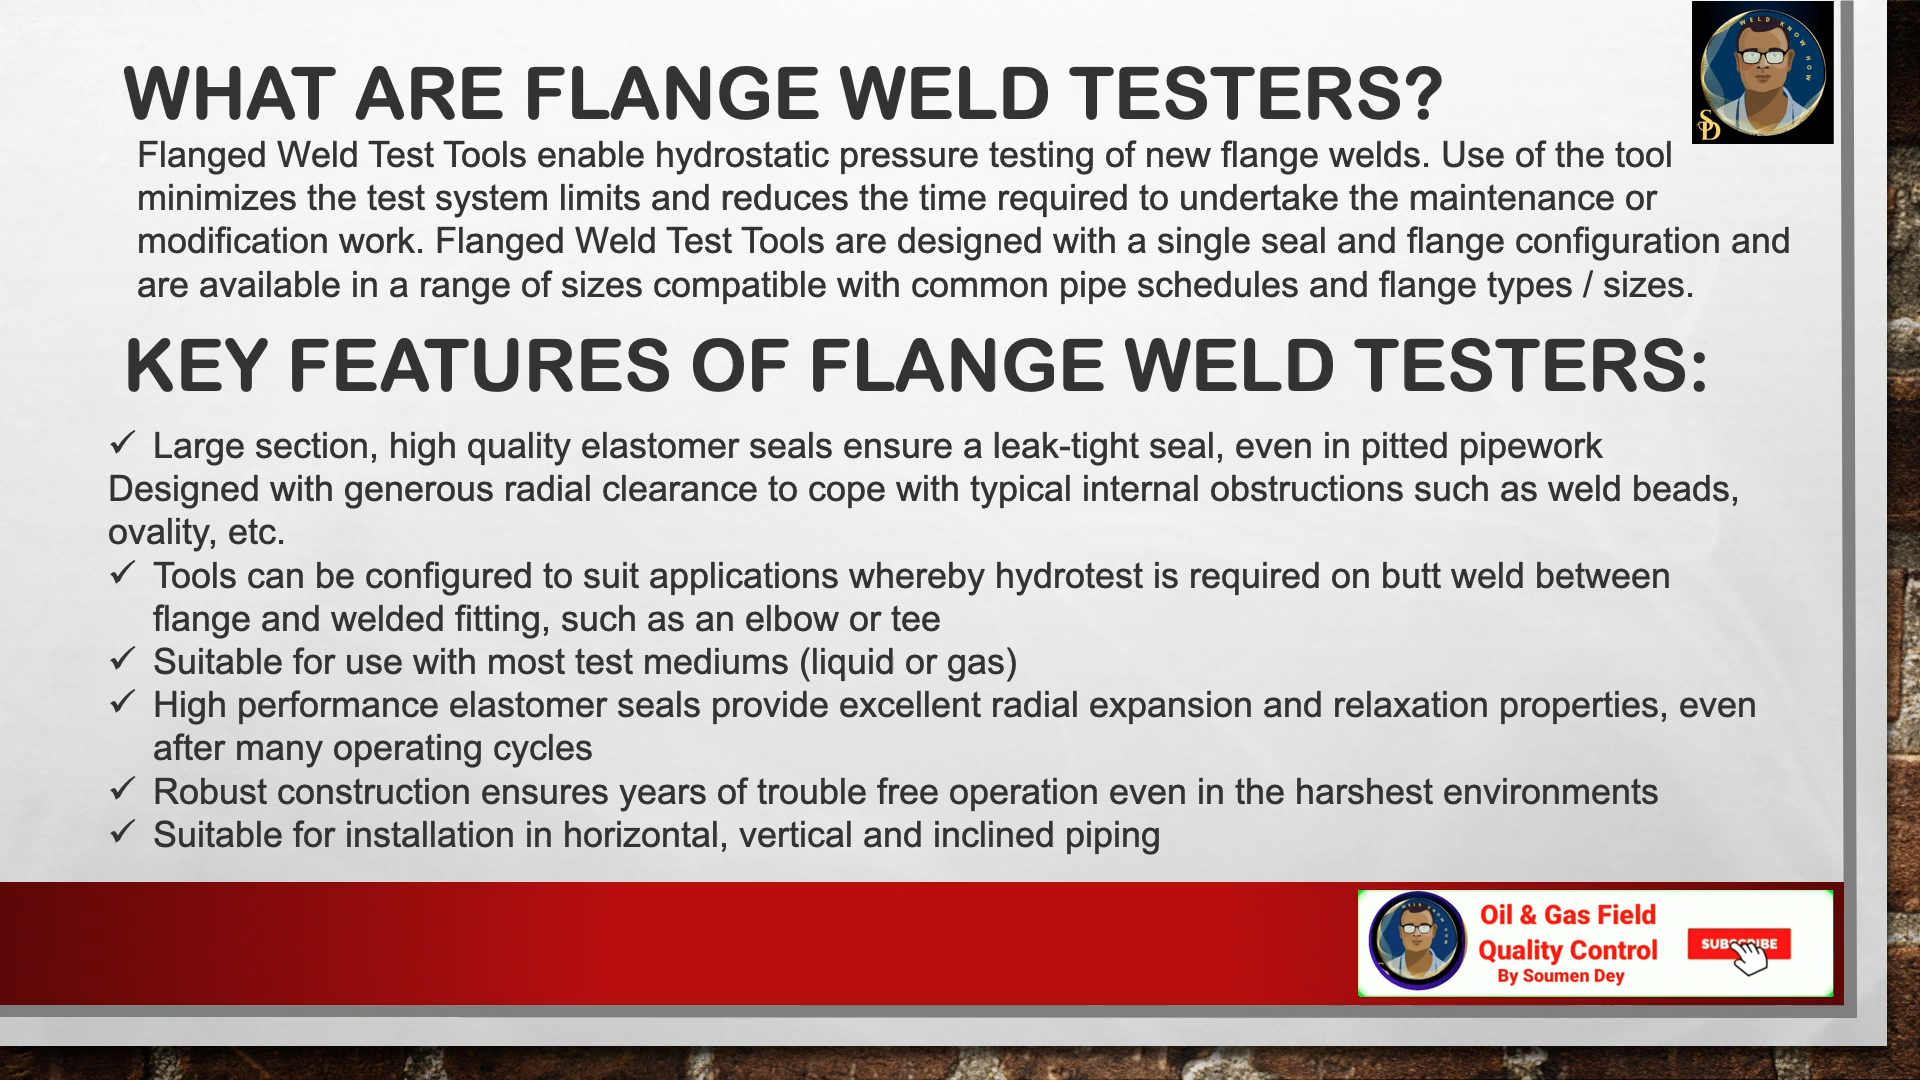 WELD KNOW HOW
SD
WHAT ARE FLANGE WELD TESTERS?
Flanged Weld Test Tools enable hydrostatic pressure testing of new flange welds. Use of the tool
minimizes the test system limits and reduces the time required to undertake the maintenance or
modification work. Flanged Weld Test Tools are designed with a single seal and flange configuration and
are available in a range of sizes compatible with common pipe schedules and flange types / sizes.
KEY FEATURES OF FLANGE WELD TESTERS:
✓ Large section, high quality elastomer seals ensure a leak-tight seal, even in pitted pipework
Designed with generous radial clearance to cope with typical internal obstructions such as weld beads,
ovality, etc.
✓ Tools can be configured to suit applications whereby hydrotest is required on butt weld between
flange and welded fitting, such as an elbow or tee
✓ Suitable for use with most test mediums (liquid or gas)
✓ High performance elastomer seals provide excellent radial expansion and relaxation properties, even
after many operating cycles
✓ Robust construction ensures years of trouble free operation even in the harshest environments
✓ Suitable for installation in horizontal, vertical and inclined piping
WELD KNOW HOW
Oil & Gas Field
Quality Control
By Soumen Dey
SUBSCRIBE